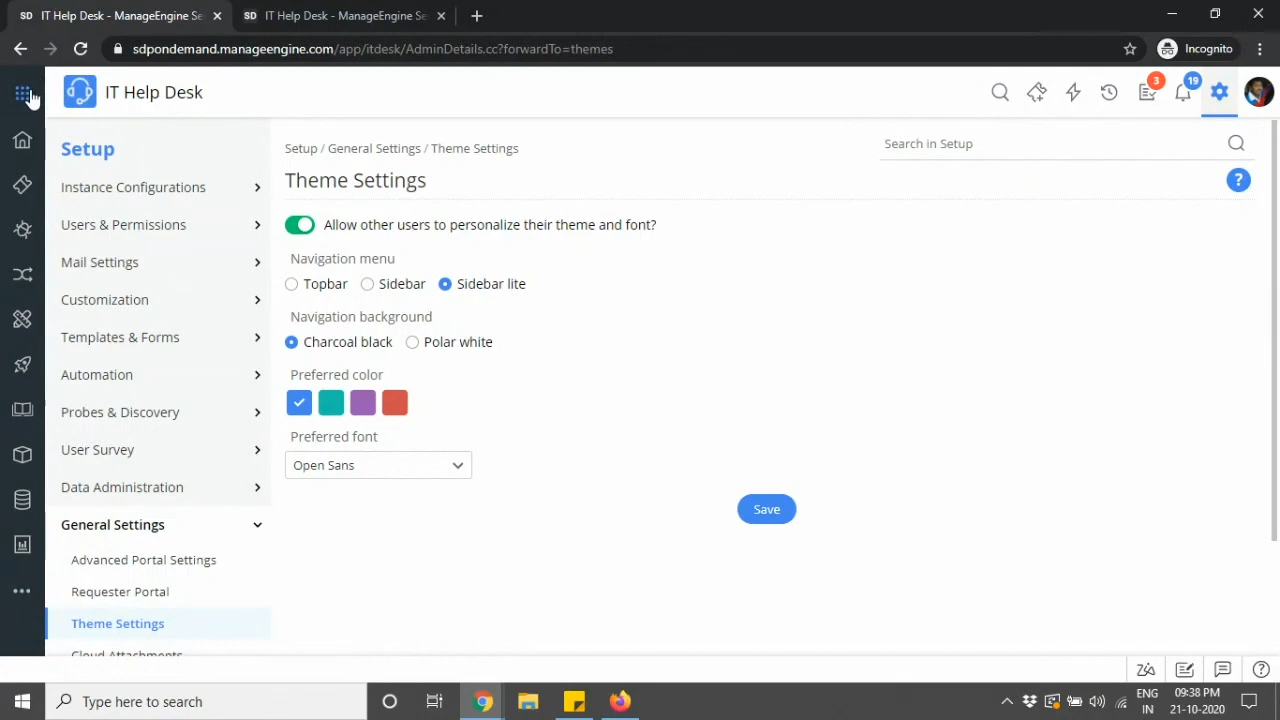 SD IT Help Desk - ManageEngine Se
SD IT Help Desk - ManageEngine Se
sdpondemand.manageengine.com/app/itdesk/AdminDetails.cc?forwardTo=themes
Incognito
IT Help Desk
3
19
Setup
Instance Configurations
Users & Permissions
Mail Settings
Customization
Templates & Forms
Automation
Probes & Discovery
User Survey
Data Administration
General Settings
Advanced Portal Settings
Requester Portal
Theme Settings
Cloud Attachments
Setup / General Settings / Theme Settings
Search in Setup
Theme Settings
?
Allow other users to personalize their theme and font?
Navigation menu
Topbar Sidebar Sidebar lite
Navigation background
Charcoal black Polar white
Preferred color
Preferred font
Open Sans
Save
Type here to search
ENG
IN
09:38 PM
21-10-2020